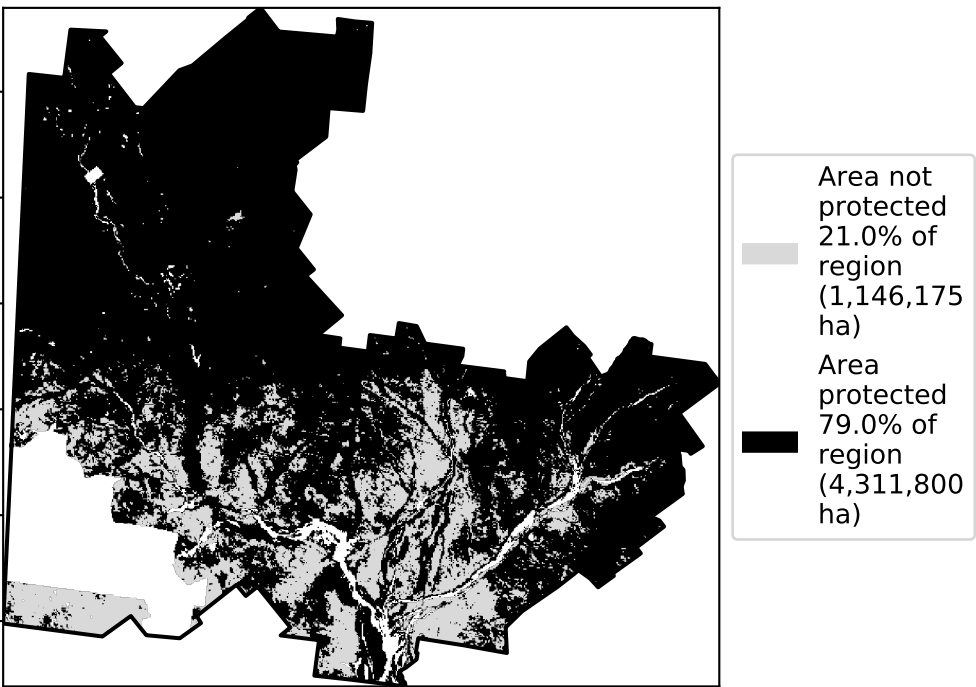 Area not
protected
21.0% of
region
(1,146,175
ha)
Area
protected
79.0% of
region
(4,311,800
ha)